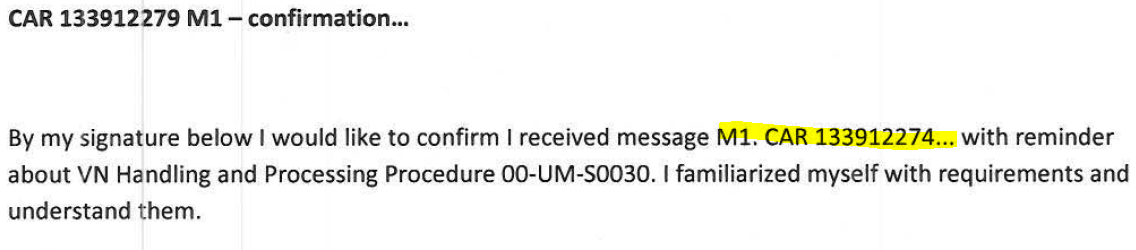 CAR 133912279 M1 – confirmation...
By my signature below I would like to confirm I received message M1. CAR 133912274... with reminder
about VN Handling and Processing Procedure 00-UM-S0030. I familiarized myself with requirements and
understand them.